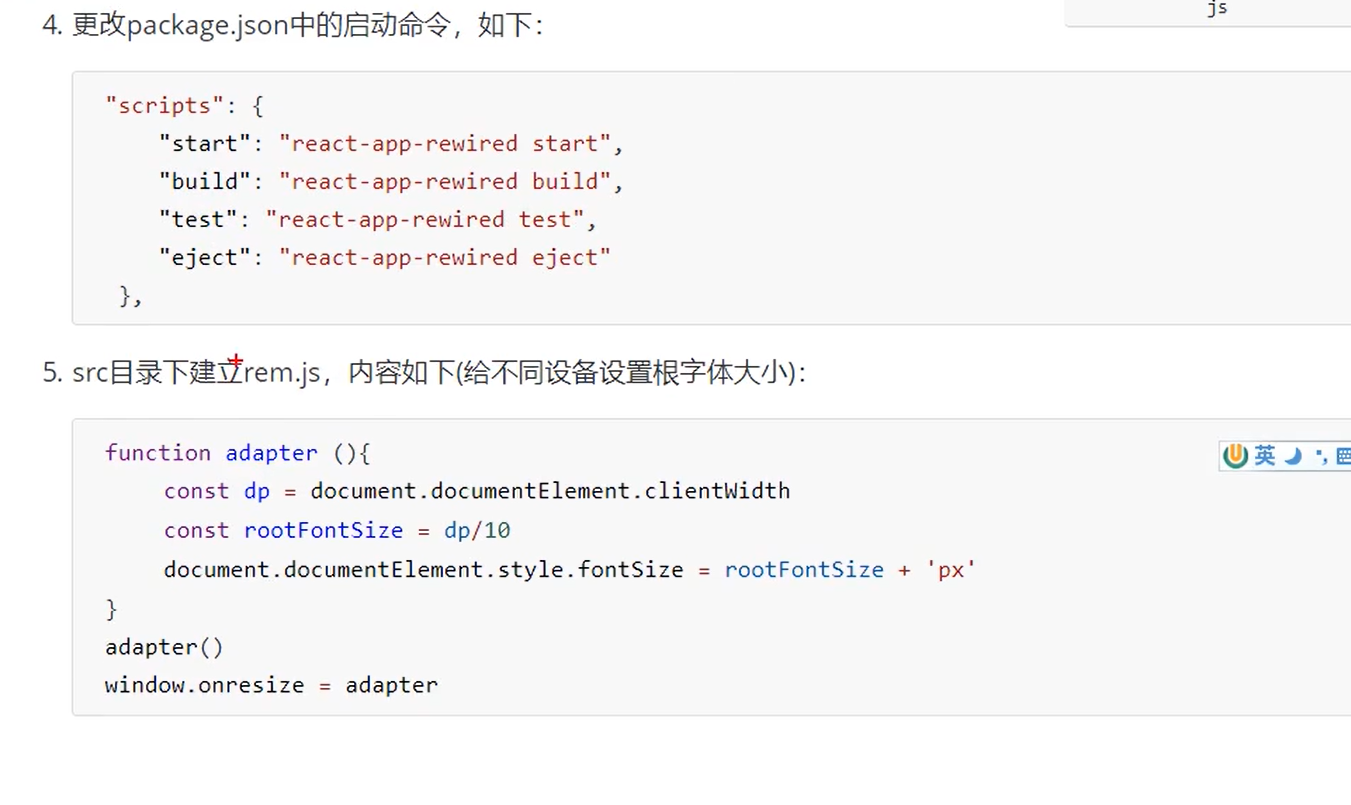 js
4. 更改package.json中的启动命令，如下：
"scripts": {
"start": "react-app-rewired start",
"build": "react-app-rewired build",
"test": "react-app-rewired test",
"eject": "react-app-rewired eject"
},
5. src目录下建立rem.js，内容如下(给不同设备设置根字体大小)：
function adapter (){
const dp = document.documentElement.clientWidth
const rootFontSize = dp/10
document.documentElement.style.fontSize = rootFontSize + 'px'
}
adapter()
window.onresize = adapter
英